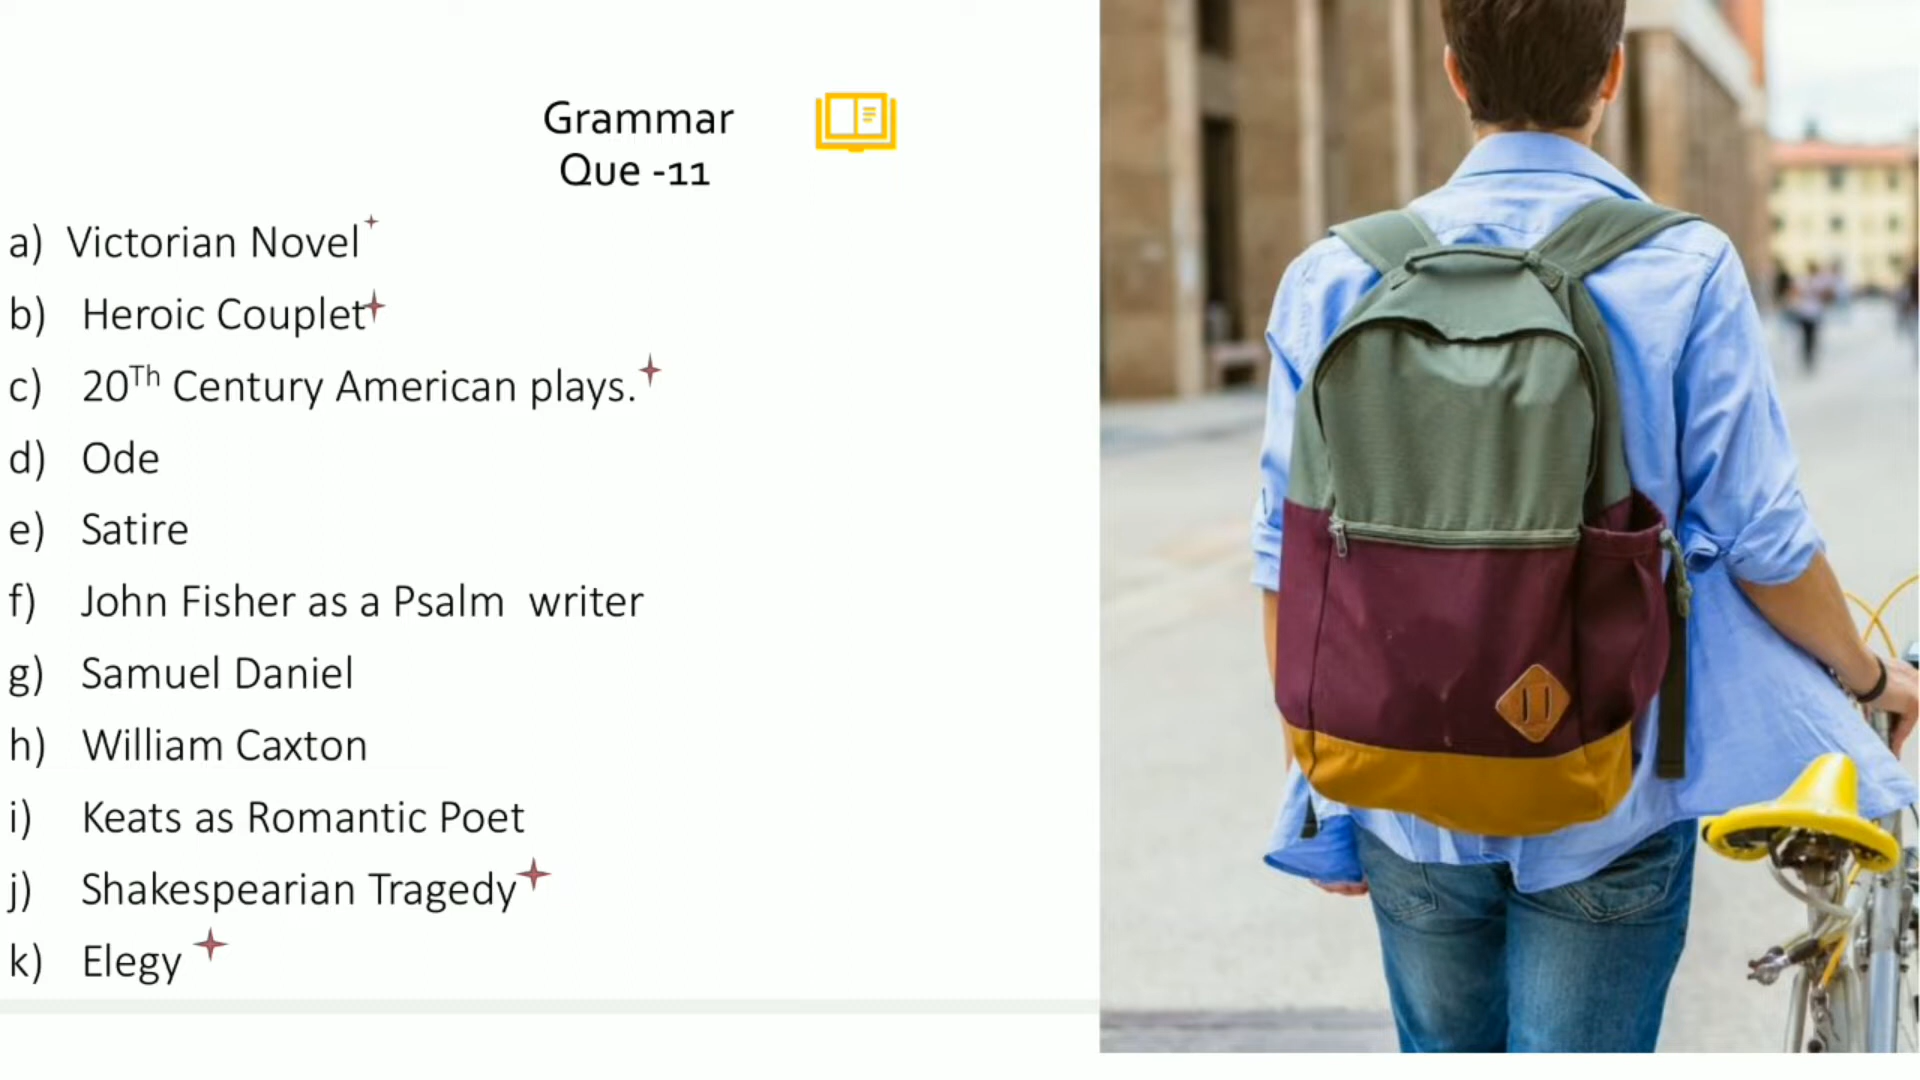 Grammar
Que -11
a) Victorian Novel
b) Heroic Couplet
c) 20Th Century American plays.
d) Ode
e) Satire
f) John Fisher as a Psalm writer
g) Samuel Daniel
h) William Caxton
i) Keats as Romantic Poet
j) Shakespearian Tragedy
k) Elegy